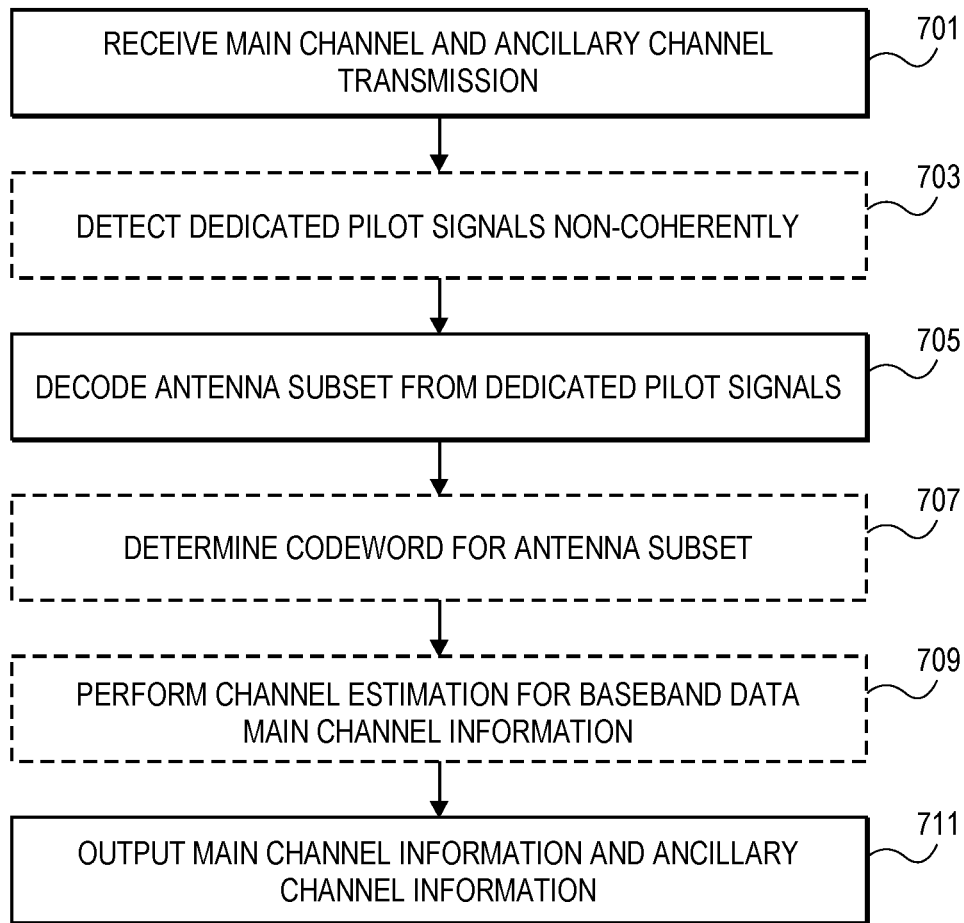 RECEIVE MAIN CHANNEL AND ANCILLARY CHANNEL
TRANSMISSION
701
DETECT DEDICATED PILOT SIGNALS NON-COHERENTLY
703
DECODE ANTENNA SUBSET FROM DEDICATED PILOT SIGNALS
705
DETERMINE CODEWORD FOR ANTENNA SUBSET
707
PERFORM CHANNEL ESTIMATION FOR BASEBAND DATA
MAIN CHANNEL INFORMATION
709
OUTPUT MAIN CHANNEL INFORMATION AND ANCILLARY
CHANNEL INFORMATION
711